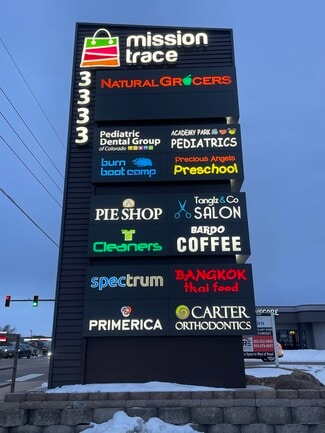 mission
trace
3333
NATURAL GROCERS
Pediatric
Dental Group
of Colorado
ACADEMY PARK
PEDIATRICS
burn
boot camp
Precious Angels
Preschool
PIE SHOP
Tanglz & Co
SALON
Cleaners
BARDO
COFFEE
spectrum
BANGKOK
thai food
PRIMERICA
CARTER
ORTHODONTICS